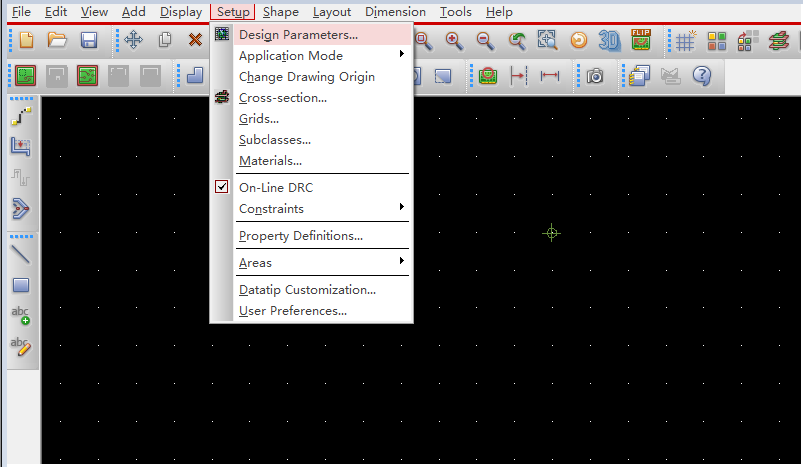 File Edit View Add Display Setup Shape Layout Dimension Tools Help
3D FLIP
Design Parameters...
Application Mode
Change Drawing Origin
Cross-section...
Grids...
Subclasses...
Materials...
On-Line DRC
Constraints
Property Definitions...
Areas
Datatip Customization...
User Preferences...
abc
abc